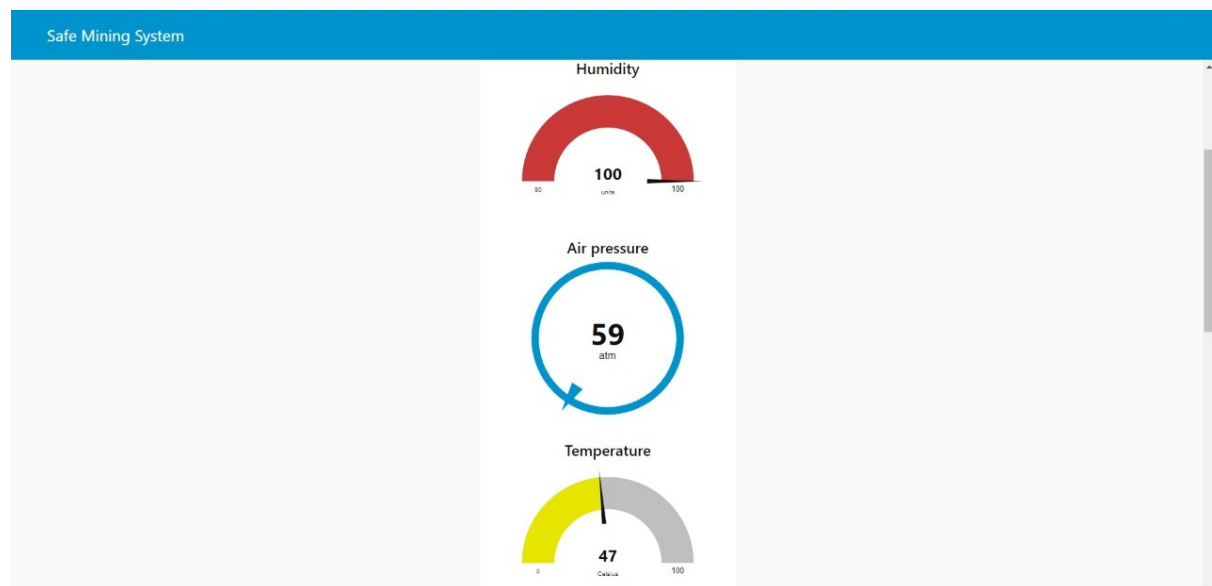 Safe Mining System
Humidity
100
units
80 100
Air pressure
59
atm
Temperature
47
Celsius
0 100